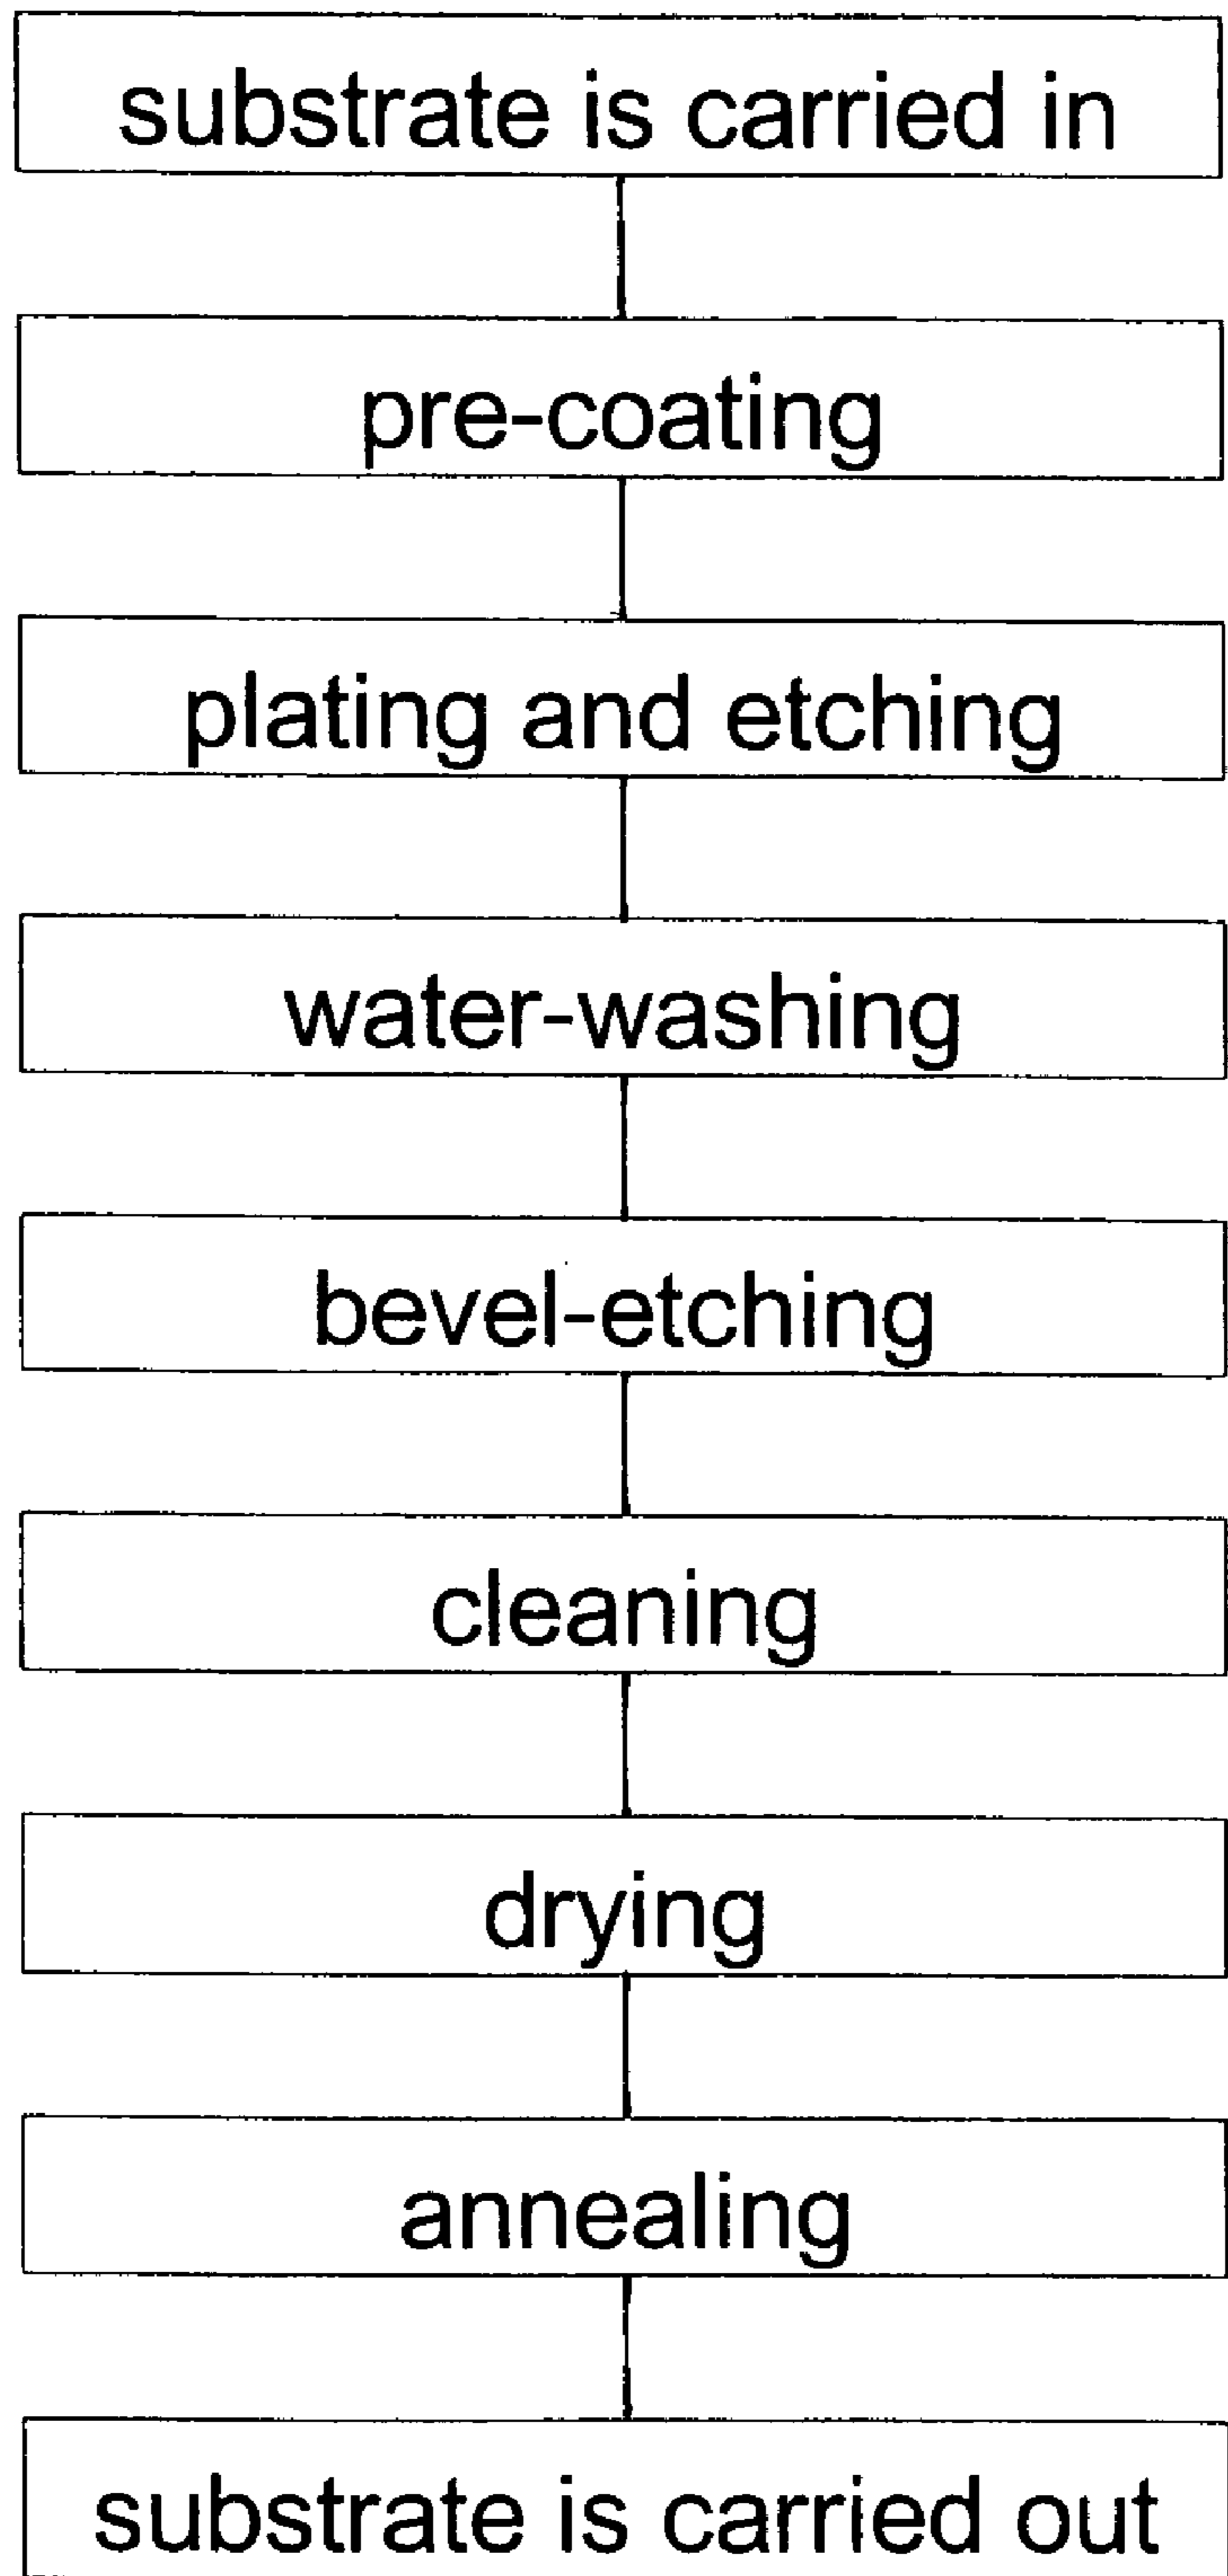 substrate is carried in
pre-coating
plating and etching
water-washing
bevel-etching
cleaning
drying
annealing
substrate is carried out